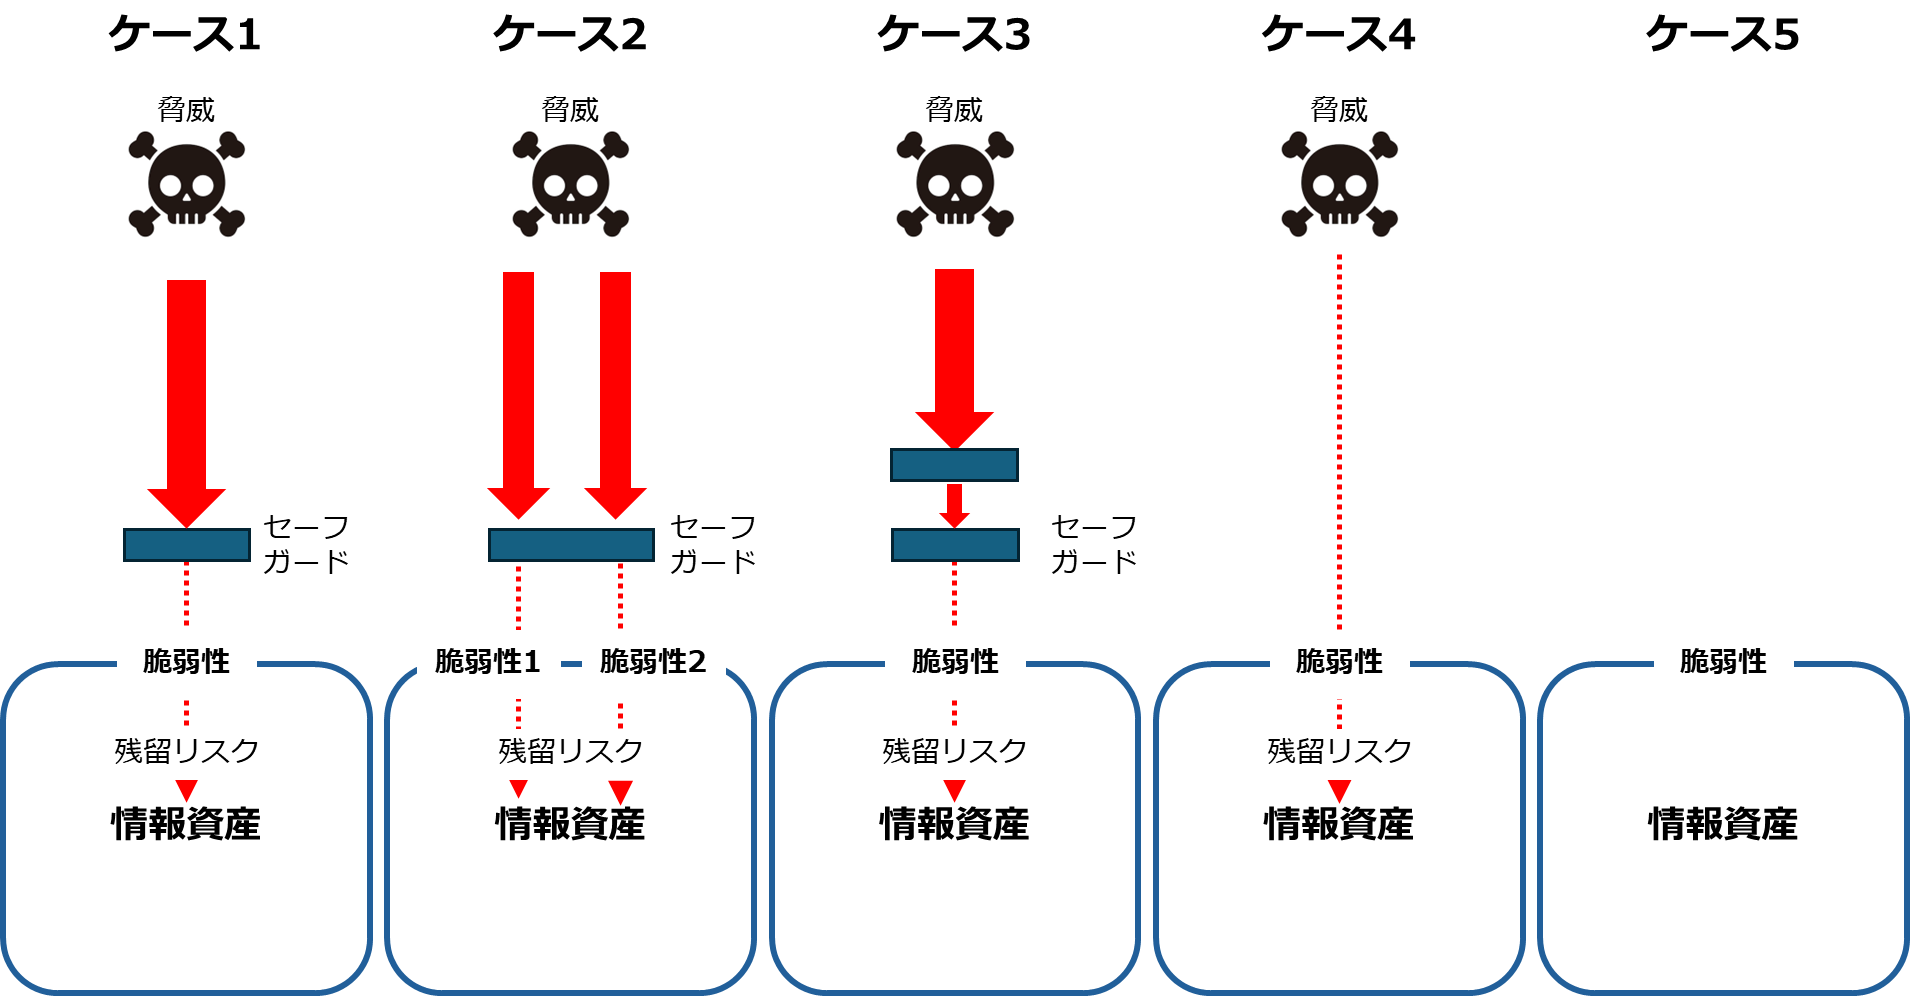 ケース1
脅威
セーフ
ガード
脆弱性
残留リスク
情報資産
ケース2
脅威
セーフ
ガード
脆弱性1
脆弱性2
残留リスク
情報資産
ケース3
脅威
セーフ
ガード
脆弱性
残留リスク
情報資産
ケース4
脅威
脆弱性
残留リスク
情報資産
ケース5
脆弱性
情報資産